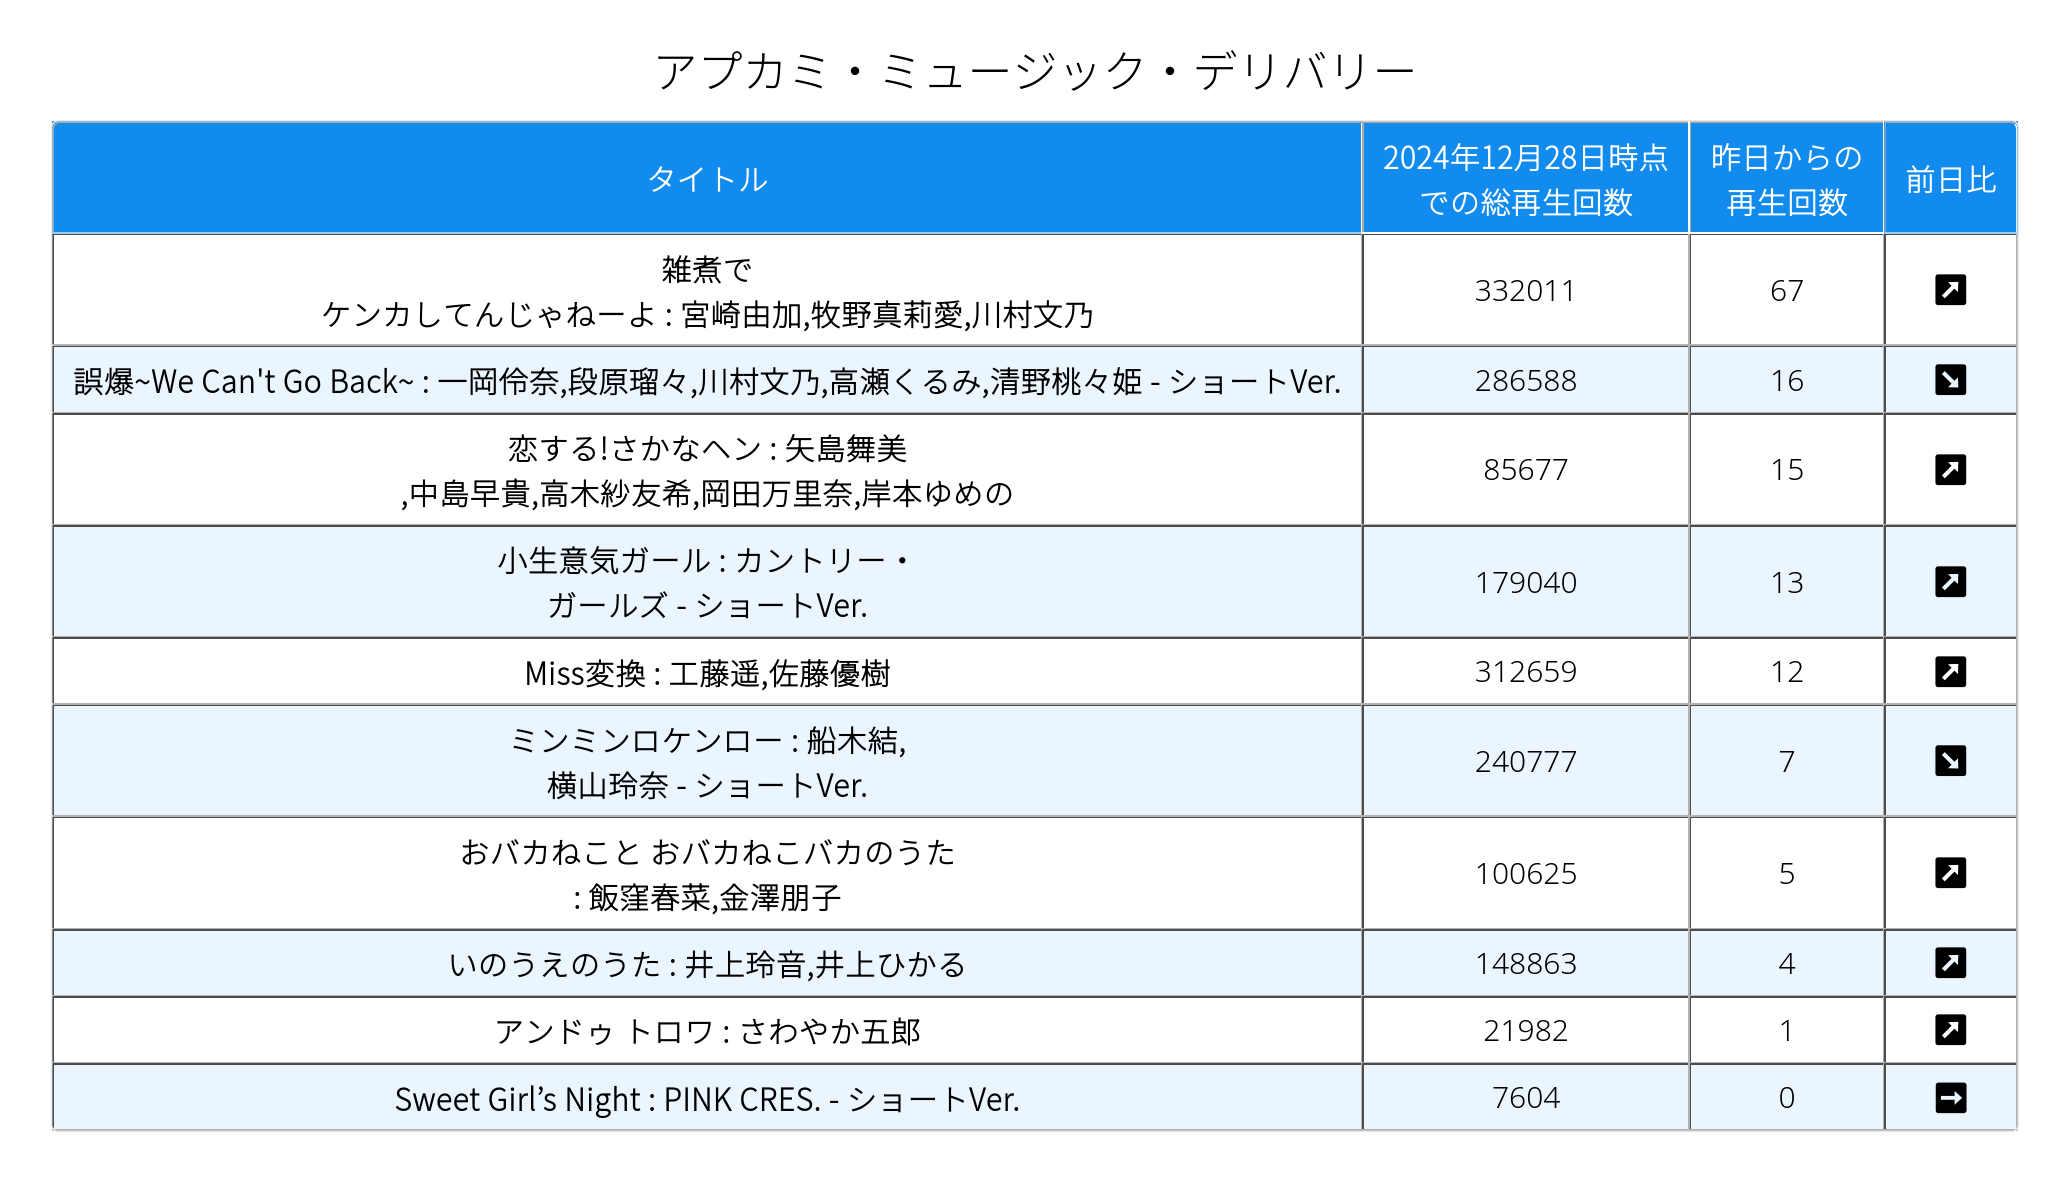 アプカミ・ミュージック・デリバリー
タイトル
2024年12月28日時点
での総再生回数
昨日からの
再生回数
前日比
雑煮で
ケンカしてんじゃねーよ : 宮崎由加,牧野真莉愛,川村文乃
332011
67
誤爆~We Can't Go Back~ : 一岡伶奈,段原瑠々,川村文乃,高瀬くるみ,清野桃々姫 - ショートVer.
286588
16
恋する!さかなヘン : 矢島舞美
,中島早貴,高木紗友希,岡田万里奈,岸本ゆめの
85677
15
小生意気ガール : カントリー・
ガールズ - ショートVer.
179040
13
Miss変換 : 工藤遥,佐藤優樹
312659
12
ミンミンロケンロー : 船木結,
横山玲奈 - ショートVer.
240777
7
おバカねこと おバカねこバカのうた
: 飯窪春菜,金澤朋子
100625
5
いのうえのうた : 井上玲音,井上ひかる
148863
4
アンドゥ トロワ : さわやか五郎
21982
1
Sweet Girl’s Night : PINK CRES. - ショートVer.
7604
0